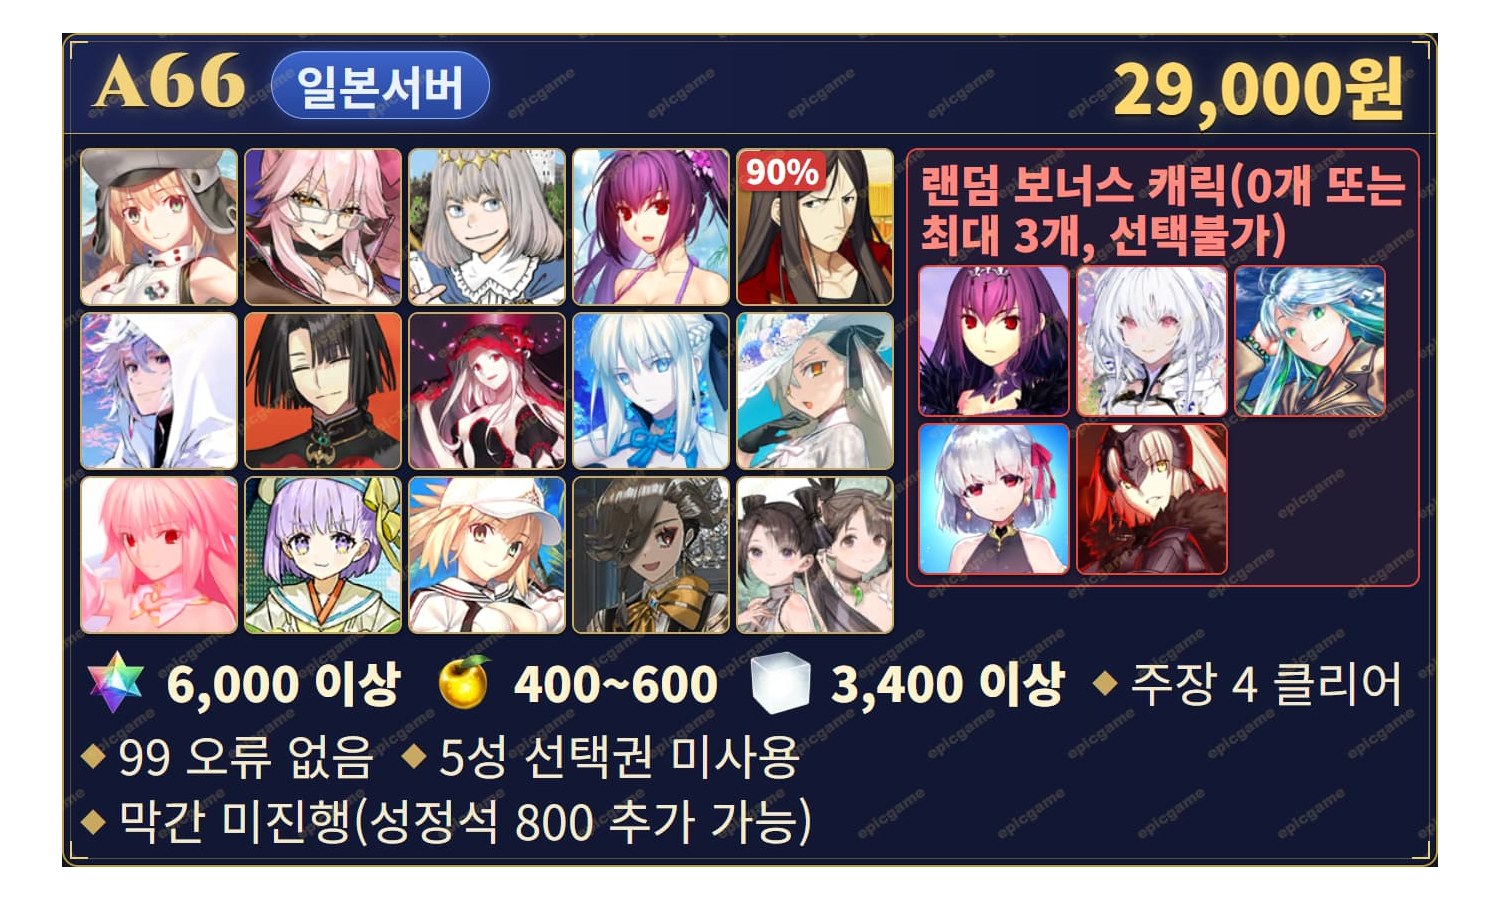 A66 일본서버 29,000원
90%
랜덤 보너스 캐릭(0개 또는
최대 3개, 선택불가)
6,000 이상 400~600 3,400 이상 ◆ 주장 4 클리어
◆ 99 오류 없음 ◆ 5성 선택권 미사용
◆ 막간 미진행(성정석 800 추가 가능)
epicgame